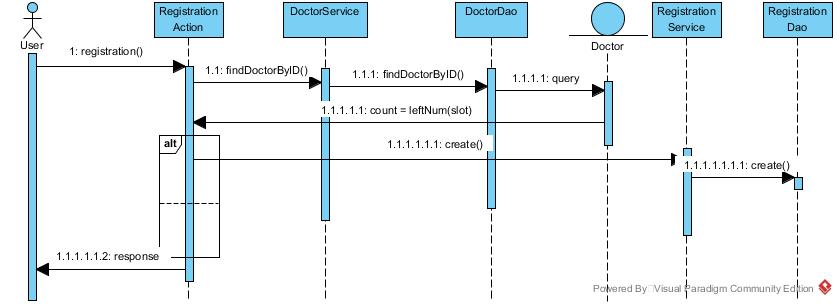 Registration
Action
DoctorService
DoctorDao
Registration
Service
Registration
Dao
User
Doctor
1: registration()
1.1: findDoctorByID()
1.1.1: findDoctorByID()
1.1.1.1: query
1.1.1.1.1: count = leftNum(slot)
alt
1.1.1.1.1.1: create()
1.1.1.1.1.1.1: create()
1.1.1.1.1.2: response
Powered By Visual Paradigm Community Edition